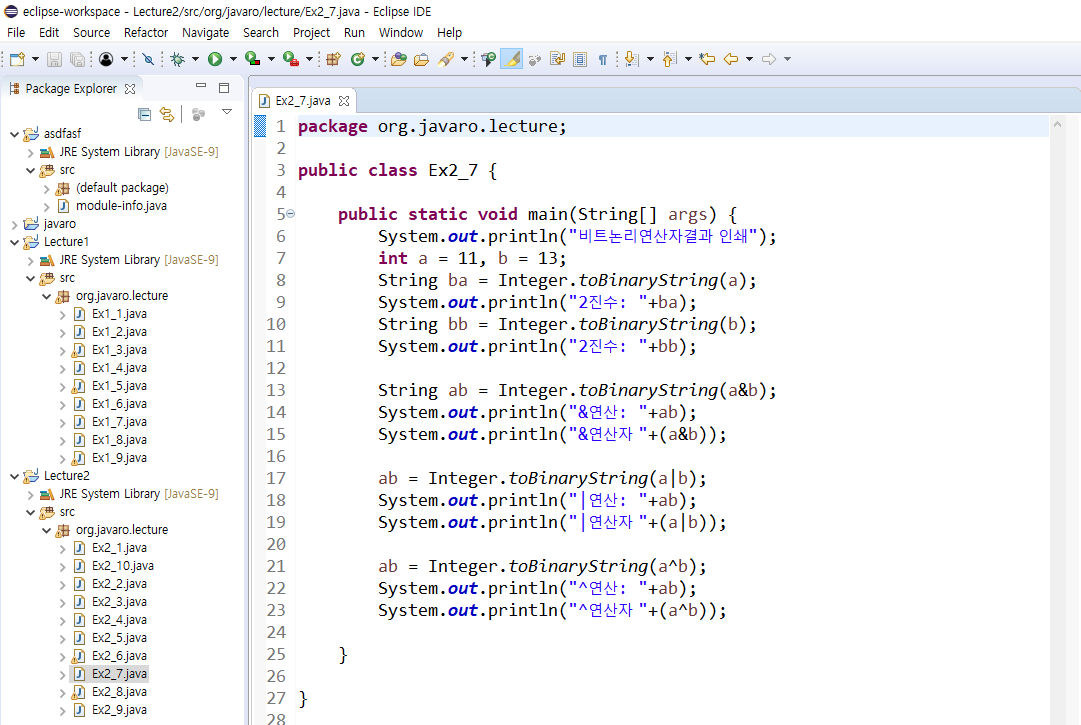 eclipse-workspace - Lecture2/src/org/javaro/lecture/Ex2_7.java - Eclipse IDE
File Edit Source Refactor Navigate Search Project Run Window Help
Package Explorer
asdfasf
JRE System Library [JavaSE-9]
src
(default package)
module-info.java
javaro
Lecture1
JRE System Library [JavaSE-9]
src
org.javaro.lecture
Ex1_1.java
Ex1_2.java
Ex1_3.java
Ex1_4.java
Ex1_5.java
Ex1_6.java
Ex1_7.java
Ex1_8.java
Ex1_9.java
Lecture2
JRE System Library [JavaSE-9]
src
org.javaro.lecture
Ex2_1.java
Ex2_10.java
Ex2_2.java
Ex2_3.java
Ex2_4.java
Ex2_5.java
Ex2_6.java
Ex2_7.java
Ex2_8.java
Ex2_9.java
Ex2_7.java
1 package org.javaro.lecture;
2
3 public class Ex2_7 {
4
5 public static void main(String[] args) {
6 System.out.println("비트논리연산자결과 인쇄");
7 int a = 11, b = 13;
8 String ba = Integer.toBinaryString(a);
9 System.out.println("2진수: "+ba);
10 String bb = Integer.toBinaryString(b);
11 System.out.println("2진수: "+bb);
12
13 String ab = Integer.toBinaryString(a&b);
14 System.out.println("&연산: "+ab);
15 System.out.println("&연산자 "+(a&b));
16
17 ab = Integer.toBinaryString(a|b);
18 System.out.println("|연산: "+ab);
19 System.out.println("|연산자 "+(a|b));
20
21 ab = Integer.toBinaryString(a^b);
22 System.out.println("^연산: "+ab);
23 System.out.println("^연산자 "+(a^b));
24
25 }
26
27 }
28